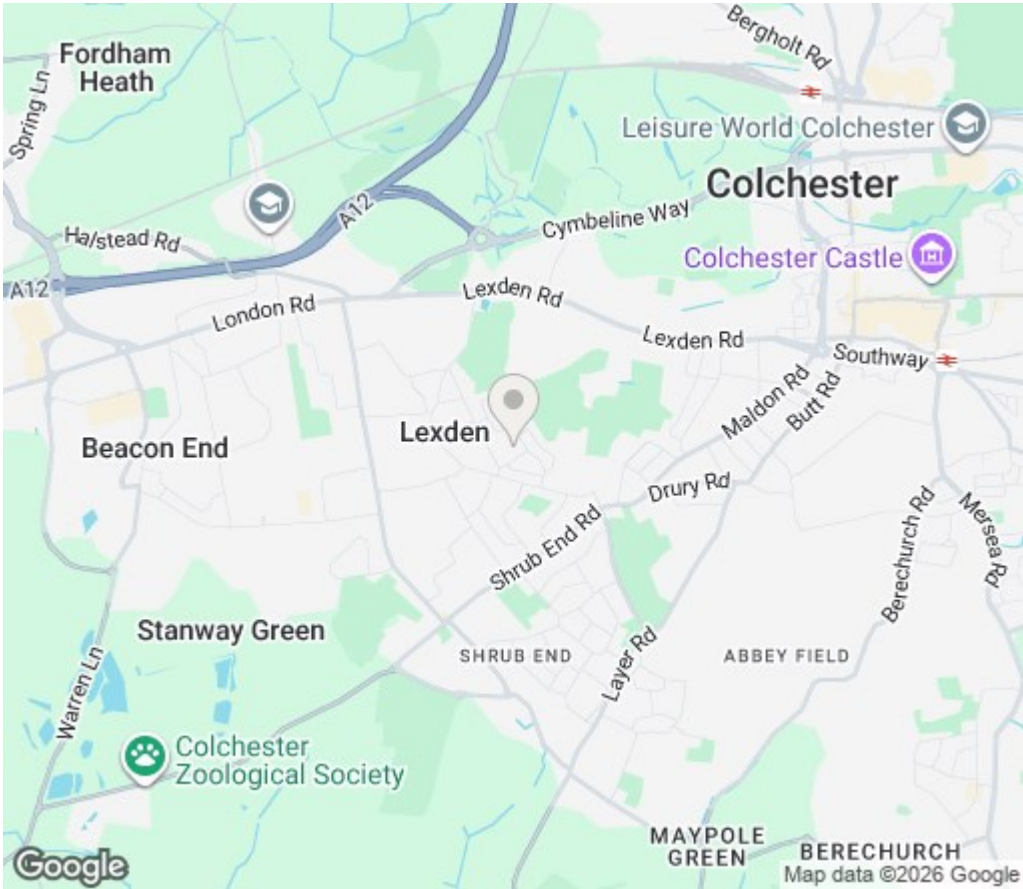 Bergholt Rd
Fordham
Heath
Spring Ln
Leisure World Colchester
Colchester
A12
Cymbeline Way
Halstead Rd
Colchester Castle
A12
London Rd
Lexden Rd
Lexden Rd
Southway
Maldon Rd
Butt Rd
Lexden
Beacon End
Drury Rd
Berechurch Rd
Mersea Rd
Shrub End Rd
Stanway Green
SHRUB END
ABBEY FIELD
Layer Rd
Warren Ln
Colchester
Zoological Society
MAYPOLE
GREEN
BERECHURCH
Google
Map data ©2026 Google